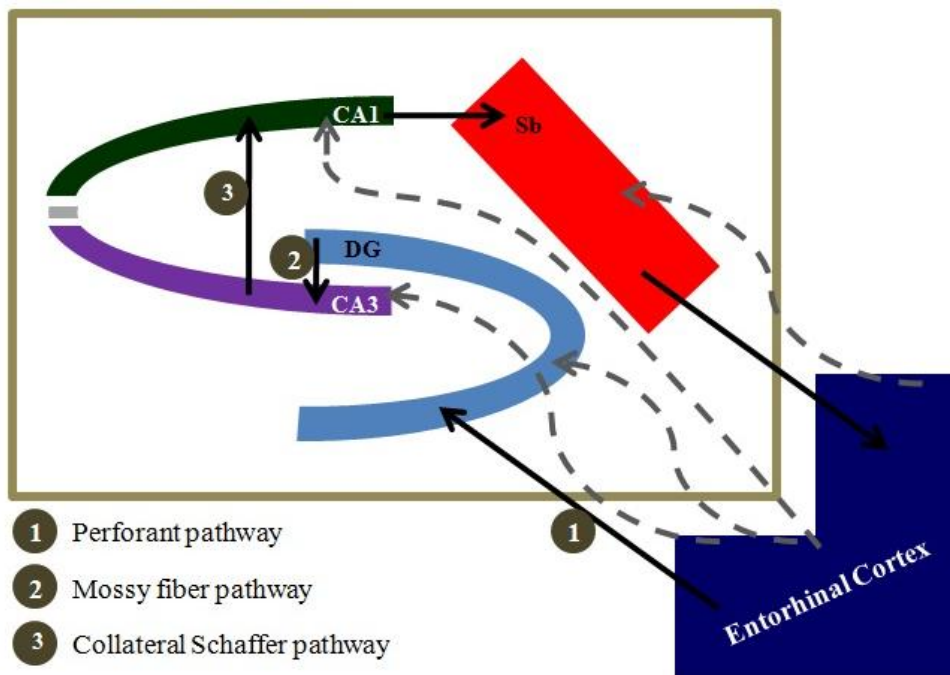 CA1
Sb
3
2
DG
CA3
1
1 Perforant pathway
2 Mossy fiber pathway
3 Collateral Schaffer pathway
Entorhinal Cortex